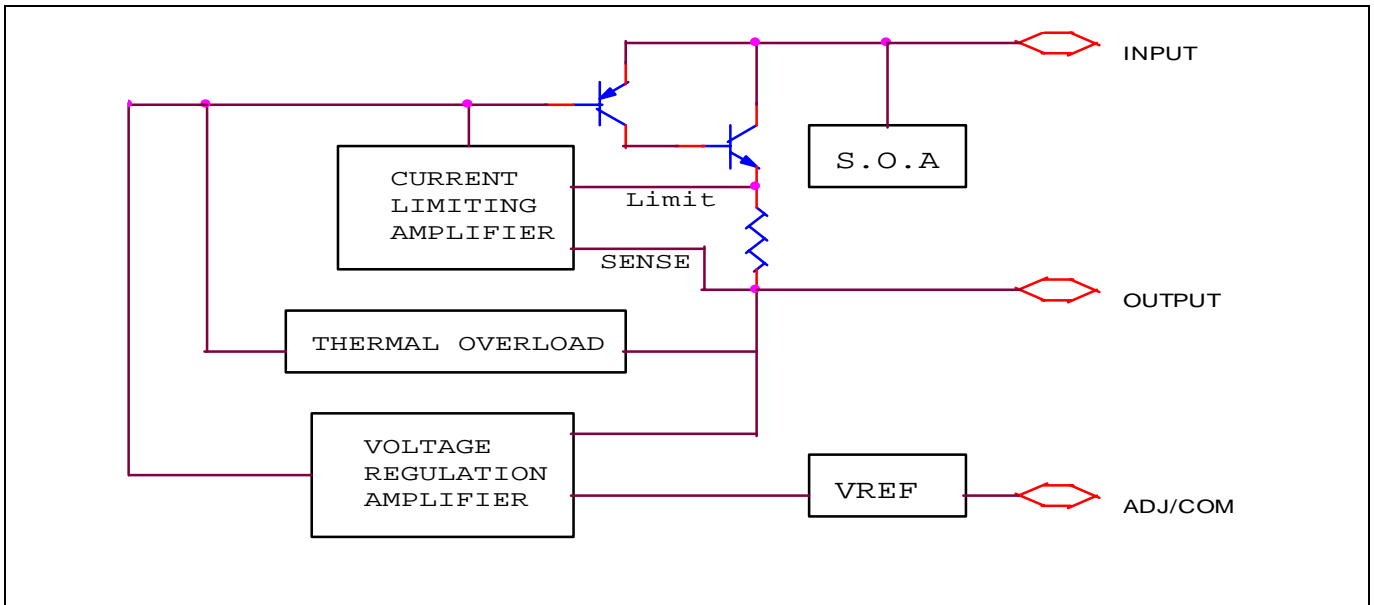 INPUT
S.O.A
CURRENT
LIMITING
AMPLIFIER
Limit
SENSE
OUTPUT
THERMAL OVERLOAD
VOLTAGE
REGULATION
AMPLIFIER
VREF
ADJ/COM